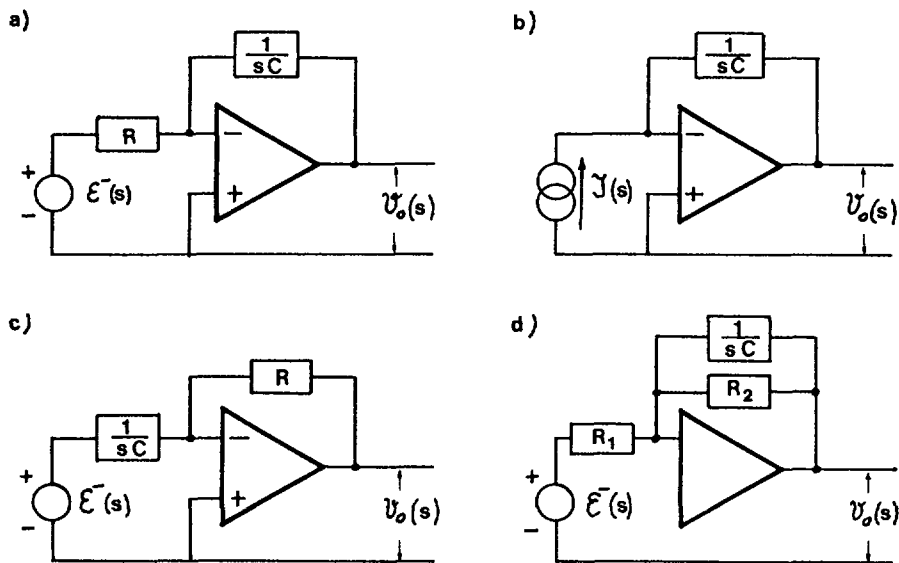 a)
1
sC
R
−
+
+
−
ℰ⁻(s)
𝒱ₒ(s)
b)
1
sC
−
+
𝒥(s)
𝒱ₒ(s)
c)
R
1
sC
−
+
+
−
ℰ⁻(s)
𝒱ₒ(s)
d)
1
sC
R₂
R₁
+
−
ℰ⁻(s)
𝒱ₒ(s)